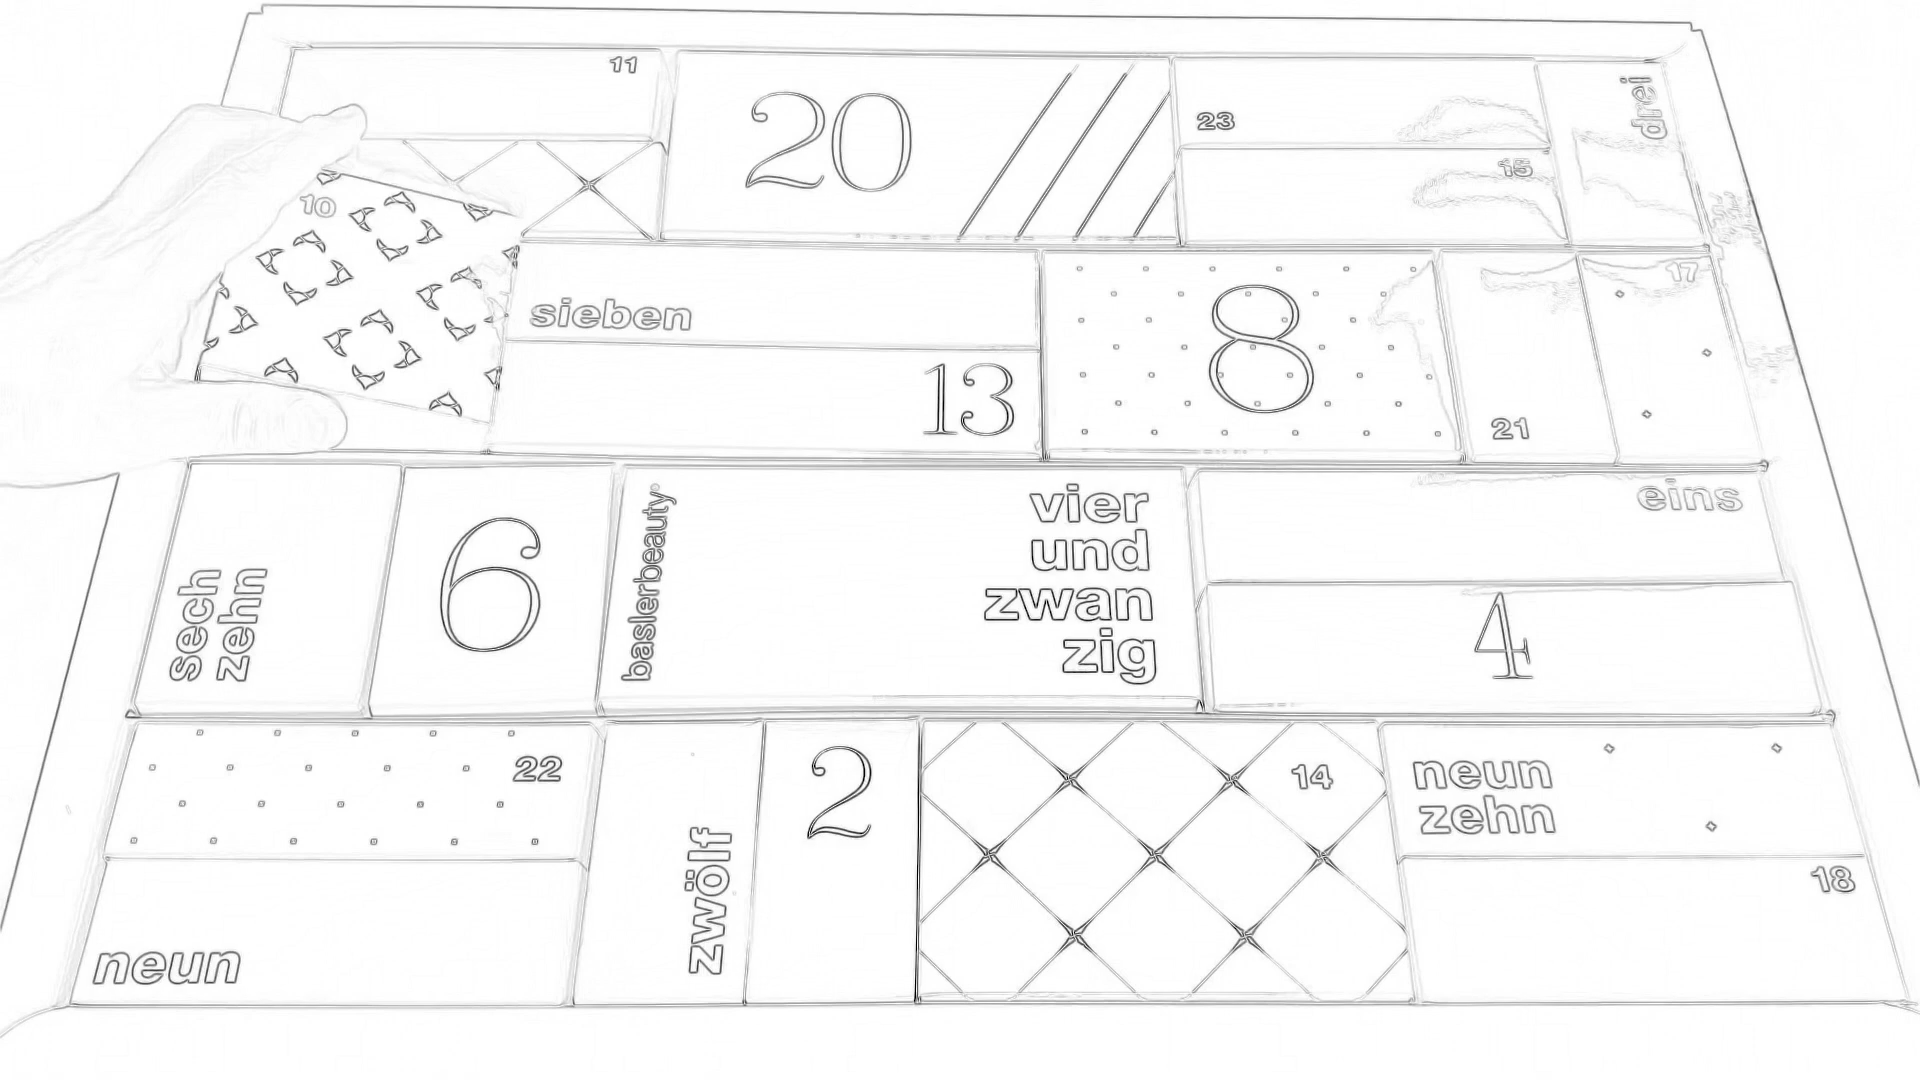 11
20
23
drei
15
10
sieben
13
8
21
17
sech
zehn
6
baslerbeauty®
vier
und
zwan
zig
eins
4
22
neun
zwölf
2
14
neun
zehn
18